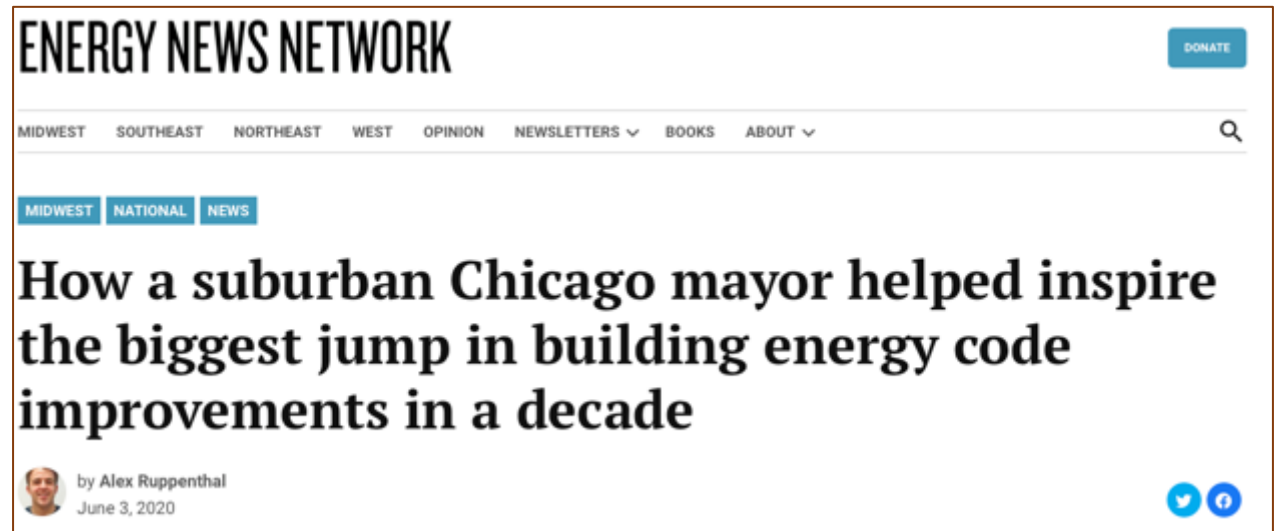 ENERGY NEWS NETWORK
DONATE
MIDWEST SOUTHEAST NORTHEAST WEST OPINION NEWSLETTERS BOOKS ABOUT
MIDWEST NATIONAL NEWS
How a suburban Chicago mayor helped inspire
the biggest jump in building energy code
improvements in a decade
by Alex Ruppenthal
June 3, 2020